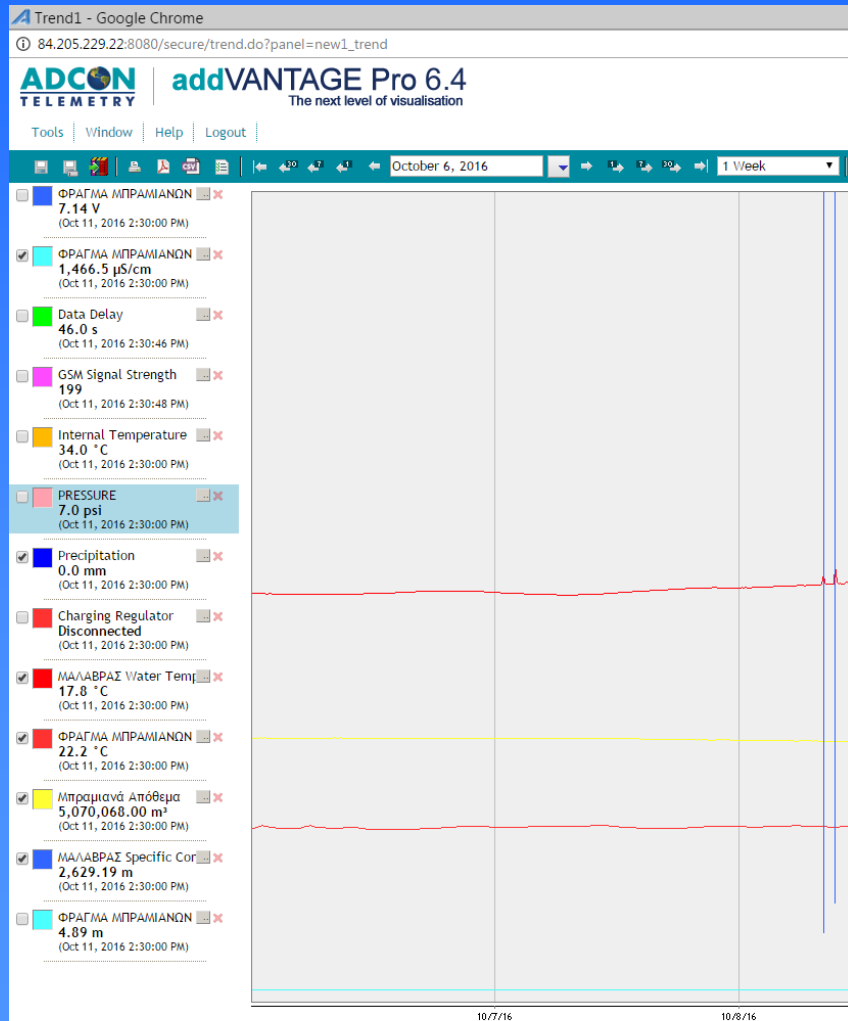 Trend1 - Google Chrome
84.205.229.22:8080/secure/trend.do?panel=new1_trend
ADCON
TELEMETRY
addVANTAGE Pro 6.4
The next level of visualisation
Tools Window Help Logout
CSV 30 7 1 October 6, 2016 1 7 30 1 Week
ΦΡΑΓΜΑ ΜΠΡΑΜΙΑΝΩΝ
7.14 V
(Oct 11, 2016 2:30:00 PM)
ΦΡΑΓΜΑ ΜΠΡΑΜΙΑΝΩΝ
1,466.5 µS/cm
(Oct 11, 2016 2:30:00 PM)
Data Delay
46.0 s
(Oct 11, 2016 2:30:46 PM)
GSM Signal Strength
199
(Oct 11, 2016 2:30:48 PM)
Internal Temperature
34.0 °C
(Oct 11, 2016 2:30:00 PM)
PRESSURE
7.0 psi
(Oct 11, 2016 2:30:00 PM)
Precipitation
0.0 mm
(Oct 11, 2016 2:30:00 PM)
Charging Regulator
Disconnected
(Oct 11, 2016 2:30:00 PM)
ΜΑΛΑΒΡΑΣ Water Temp
17.8 °C
(Oct 11, 2016 2:30:00 PM)
ΦΡΑΓΜΑ ΜΠΡΑΜΙΑΝΩΝ
22.2 °C
(Oct 11, 2016 2:30:00 PM)
Μπραμιανά Απόθεμα
5,070,068.00 m³
(Oct 11, 2016 2:30:00 PM)
ΜΑΛΑΒΡΑΣ Specific Con
2,629.19 m
(Oct 11, 2016 2:30:00 PM)
ΦΡΑΓΜΑ ΜΠΡΑΜΙΑΝΩΝ
4.89 m
(Oct 11, 2016 2:30:00 PM)
10/7/16 10/8/16